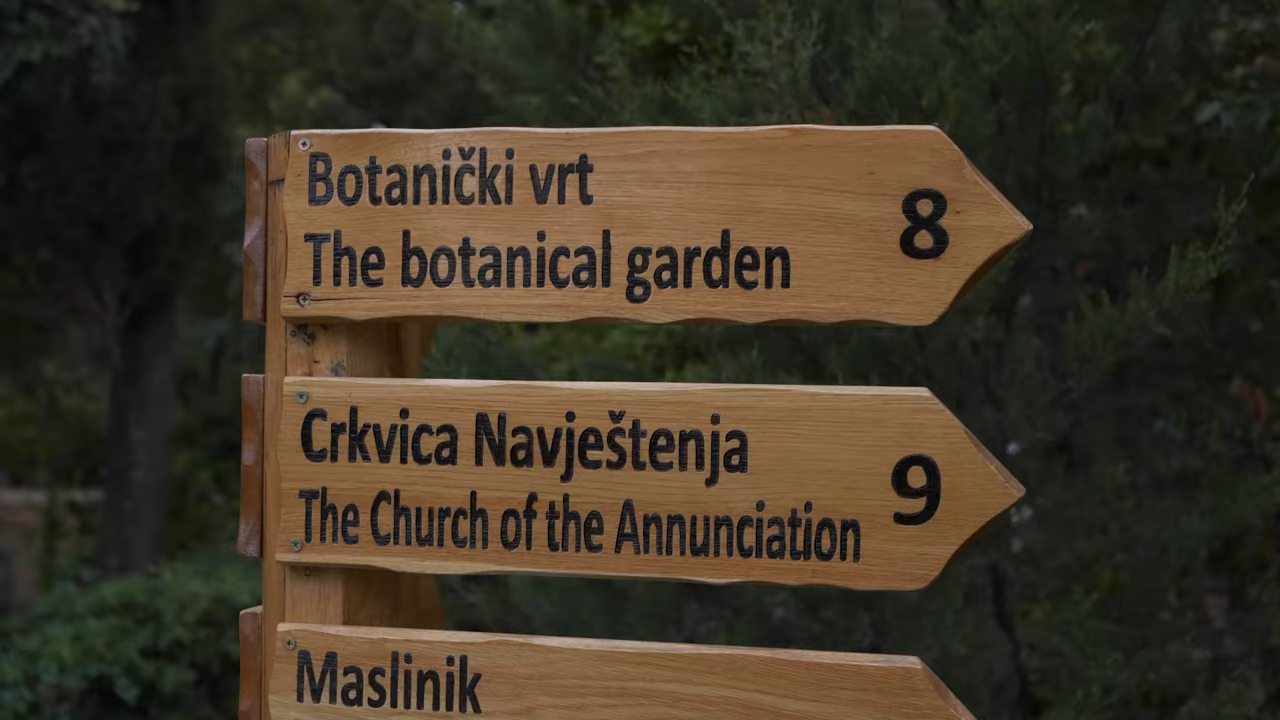 Botanički vrt
The botanical garden
8
Crkvica Navještenja
The Church of the Annunciation
9
Maslinik